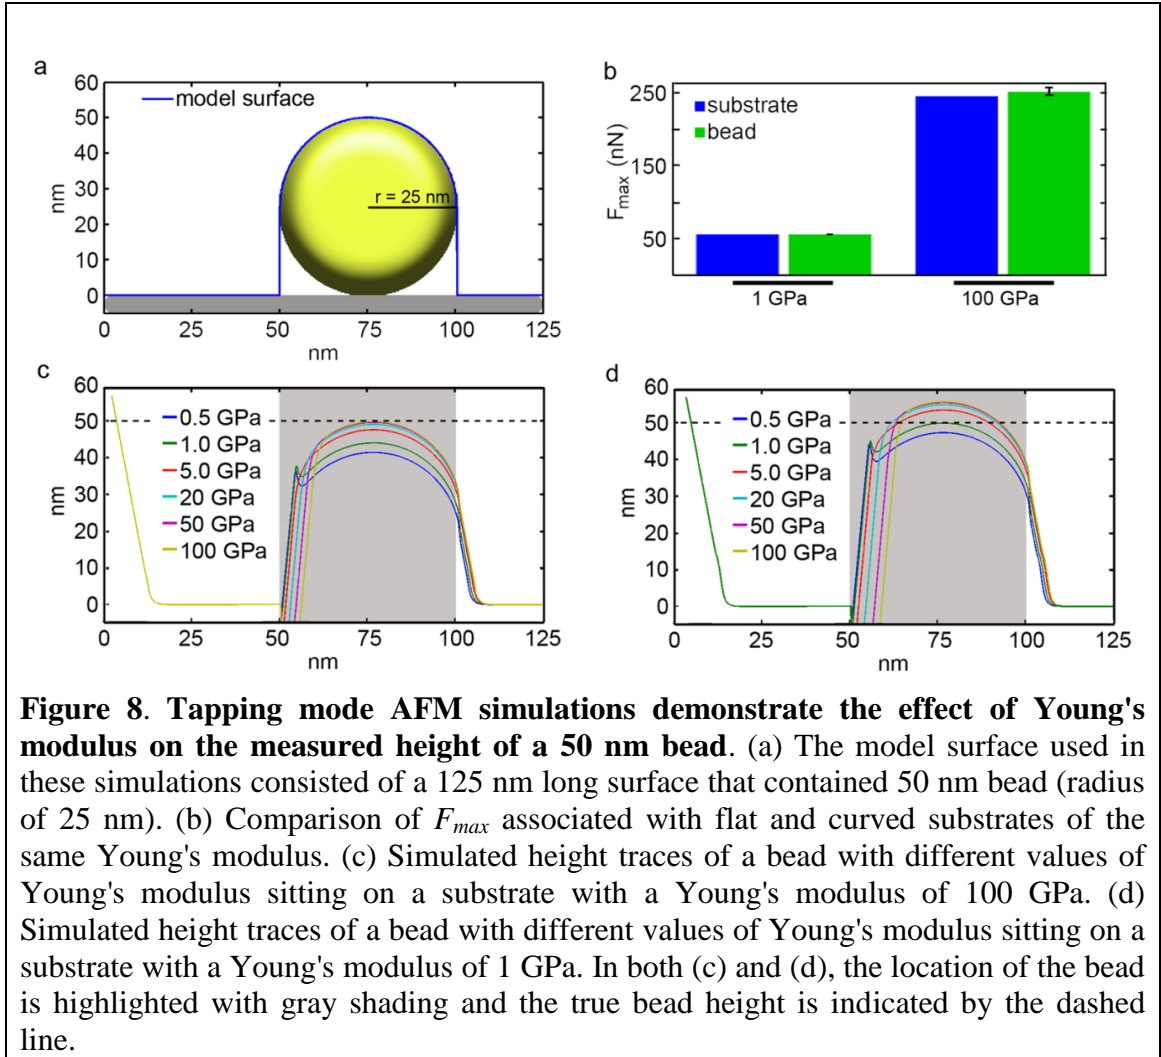 a
60
50
40
30
20
10
0
nm
model surface
r = 25 nm
0
25
50
75
100
125
nm
b
250
150
50
F_max (nN)
substrate
bead
1 GPa
100 GPa
c
60
50
40
30
20
10
0
nm
0.5 GPa
1.0 GPa
5.0 GPa
20 GPa
50 GPa
100 GPa
0
25
50
75
100
125
nm
d
60
50
40
30
20
10
0
nm
0.5 GPa
1.0 GPa
5.0 GPa
20 GPa
50 GPa
100 GPa
0
25
50
75
100
125
nm
Figure 8. Tapping mode AFM simulations demonstrate the effect of Young's
modulus on the measured height of a 50 nm bead. (a) The model surface used in
these simulations consisted of a 125 nm long surface that contained 50 nm bead (radius
of 25 nm). (b) Comparison of Fmax associated with flat and curved substrates of the
same Young's modulus. (c) Simulated height traces of a bead with different values of
Young's modulus sitting on a substrate with a Young's modulus of 100 GPa. (d)
Simulated height traces of a bead with different values of Young's modulus sitting on a
substrate with a Young's modulus of 1 GPa. In both (c) and (d), the location of the bead
is highlighted with gray shading and the true bead height is indicated by the dashed
line.